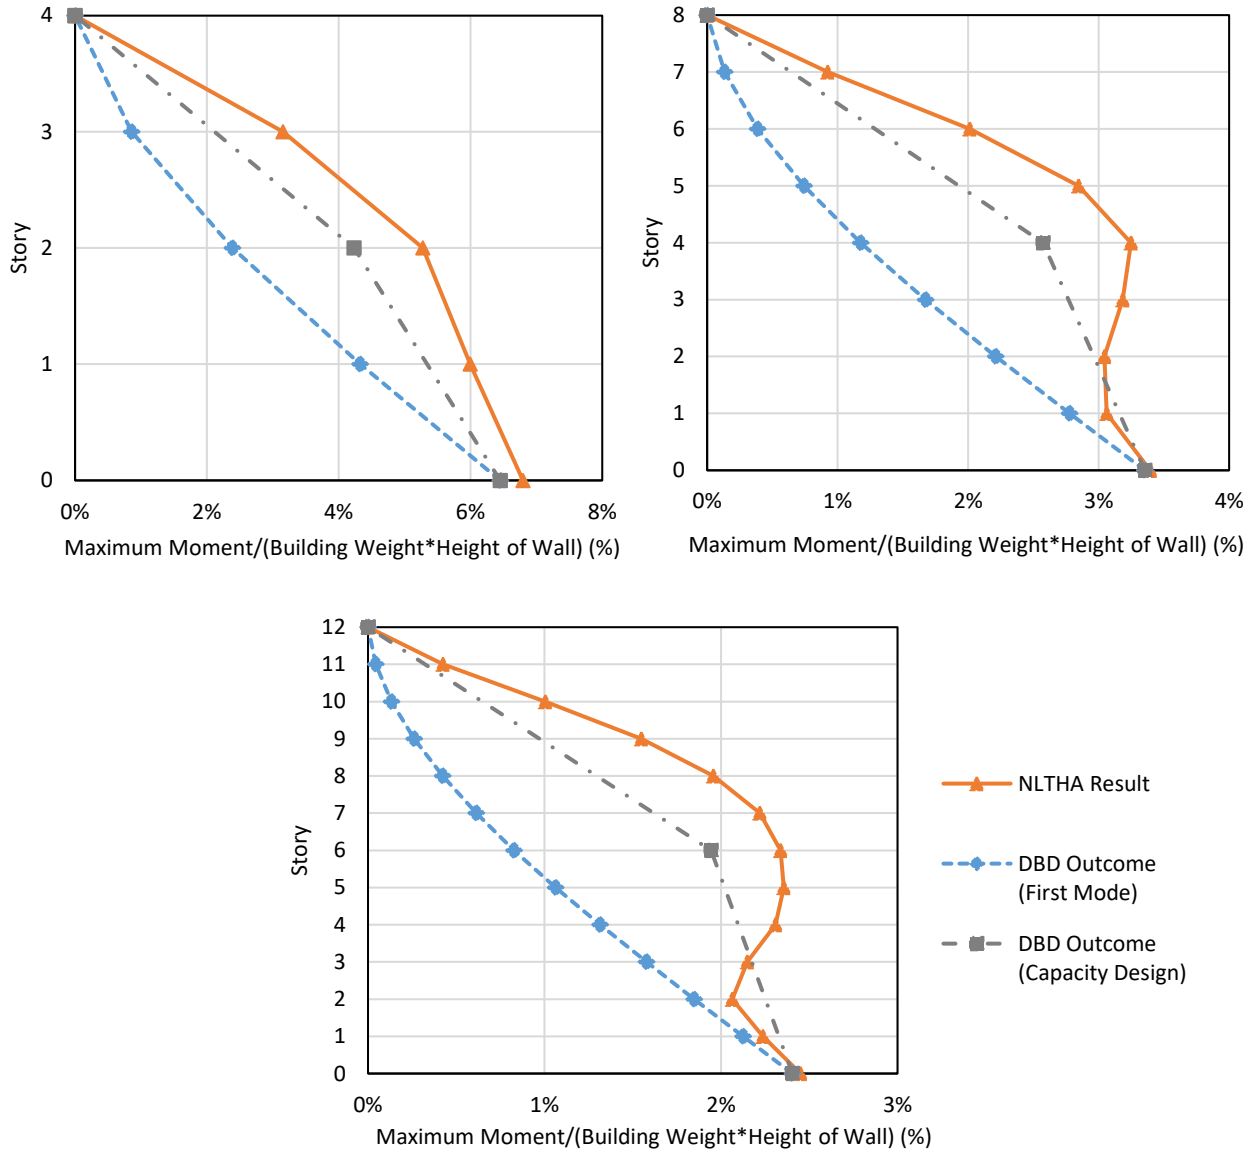 4
3
2
1
0
Story
0% 2% 4% 6% 8%
Maximum Moment/(Building Weight*Height of Wall) (%)
8
7
6
5
4
3
2
1
0
Story
0% 1% 2% 3% 4%
Maximum Moment/(Building Weight*Height of Wall) (%)
12
11
10
9
8
7
6
5
4
3
2
1
0
Story
0% 1% 2% 3%
Maximum Moment/(Building Weight*Height of Wall) (%)
NLTHA Result
DBD Outcome
(First Mode)
DBD Outcome
(Capacity Design)